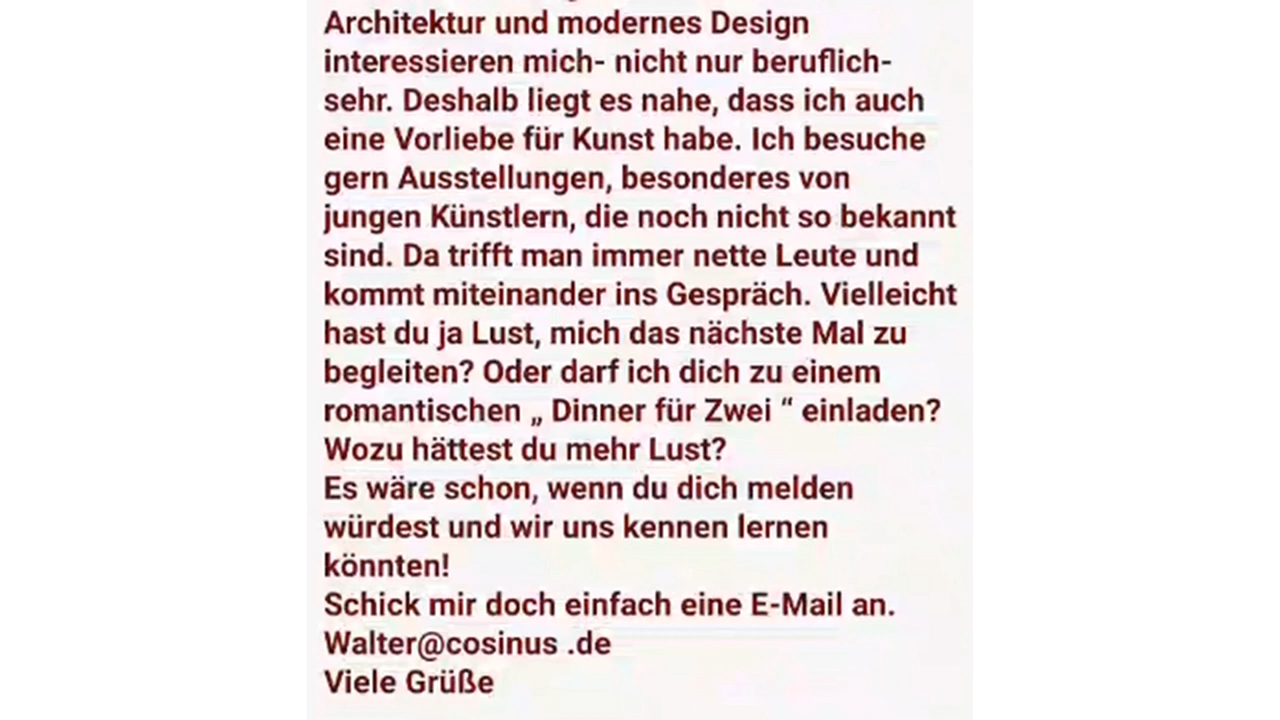 Architektur und modernes Design
interessieren mich- nicht nur beruflich-
sehr. Deshalb liegt es nahe, dass ich auch
eine Vorliebe für Kunst habe. Ich besuche
gern Ausstellungen, besonderes von
jungen Künstlern, die noch nicht so bekannt
sind. Da trifft man immer nette Leute und
kommt miteinander ins Gespräch. Vielleicht
hast du ja Lust, mich das nächste Mal zu
begleiten? Oder darf ich dich zu einem
romantischen „ Dinner für Zwei “ einladen?
Wozu hättest du mehr Lust?
Es wäre schon, wenn du dich melden
würdest und wir uns kennen lernen
könnten!
Schick mir doch einfach eine E-Mail an.
Walter@cosinus .de
Viele Grüße